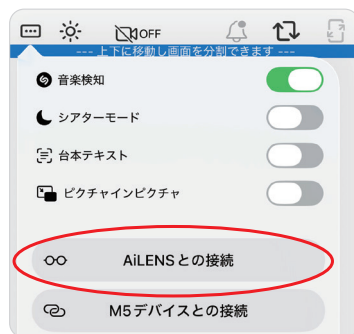 OFF
--- 上下に移動し画面を分割できます ---
音楽検知
シアターモード
台本テキスト
ピクチャインピクチャ
AiLENSとの接続
M5デバイスとの接続